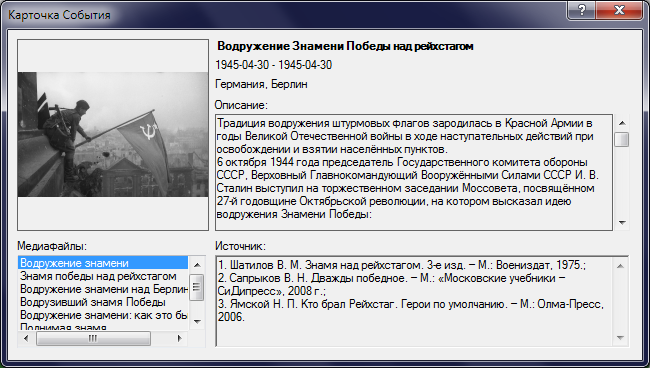 Карточка События
Водружение Знамени Победы над рейхстагом
1945-04-30 - 1945-04-30
Германия, Берлин
Описание:
Традиция водружения штурмовых флагов зародилась в Красной Армии в
годы Великой Отечественной войны в ходе наступательных действий при
освобождении и взятии населённых пунктов.
6 октября 1944 года председатель Государственного комитета обороны
СССР, Верховный Главнокомандующий Вооружёнными Силами СССР И. В.
Сталин выступил на торжественном заседании Моссовета, посвящённом
27-й годовщине Октябрьской революции, на котором высказал идею
водружения Знамени Победы:
Медиафайлы:
Водружение знамени
Знамя победы над рейхстагом
Водружение знамени над Берлин
Водрузивший знамя Победы
Водружение знамени: как это бы
Поднимая знамя
Источник:
1. Шатилов В. М. Знамя над рейхстагом. 3-е изд. – М.: Воениздат, 1975.;
2. Сапрыков В. Н. Дважды победное. – М.: «Московские учебники –
СиДипресс», 2008 г.;
3. Ямской Н. П. Кто брал Рейхстаг. Герои по умолчанию. – М.: Олма-Пресс,
2006.